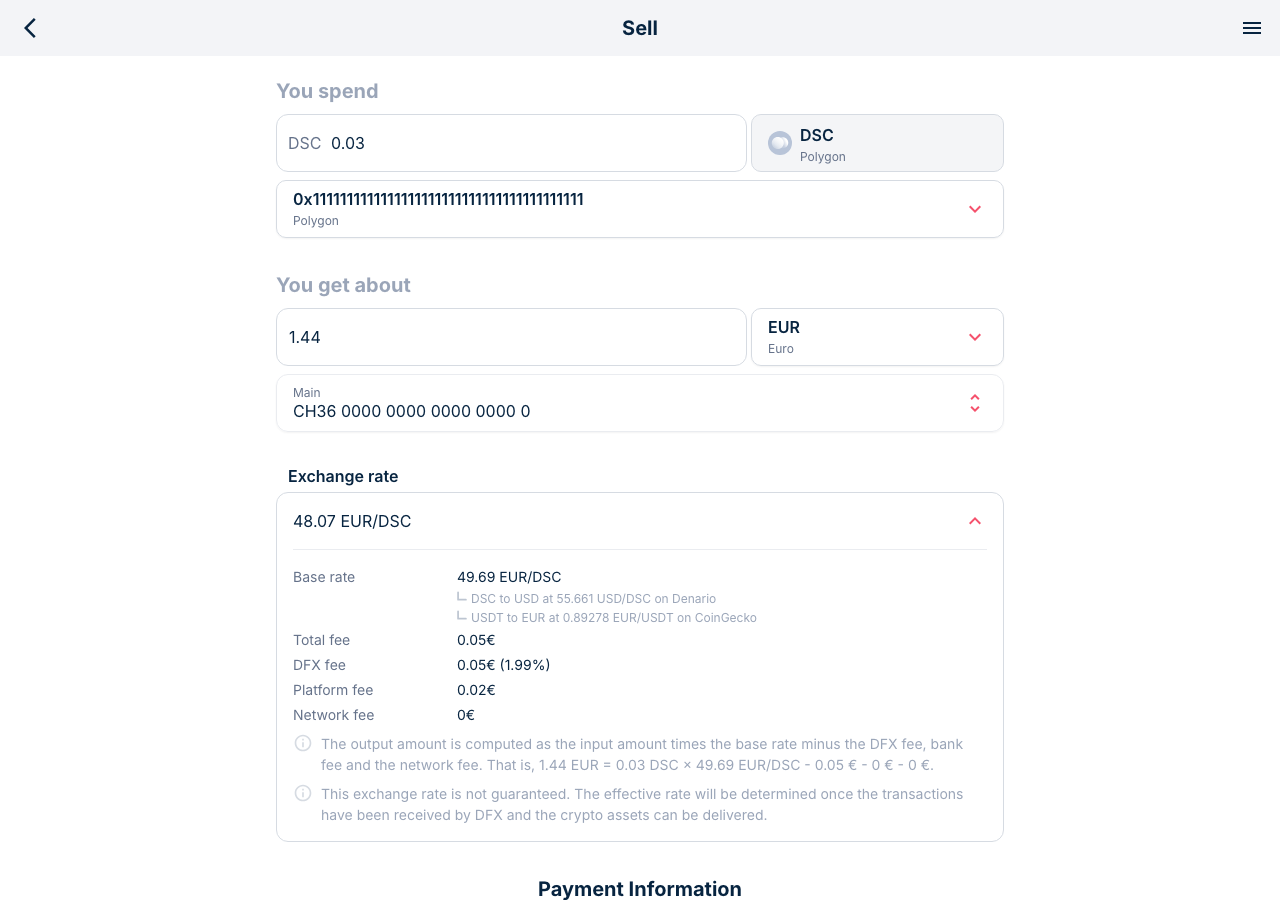 Sell
You spend
DSC 0.03
DSC
Polygon
0x1111111111111111111111111111111111111111
Polygon
You get about
1.44
EUR
Euro
Main
CH36 0000 0000 0000 0000 0
Exchange rate
48.07 EUR/DSC
Base rate 49.69 EUR/DSC
DSC to USD at 55.661 USD/DSC on Denario
USDT to EUR at 0.89278 EUR/USDT on CoinGecko
Total fee 0.05€
DFX fee 0.05€ (1.99%)
Platform fee 0.02€
Network fee 0€
The output amount is computed as the input amount times the base rate minus the DFX fee, bank
fee and the network fee. That is, 1.44 EUR = 0.03 DSC × 49.69 EUR/DSC - 0.05 € - 0 € - 0 €.
This exchange rate is not guaranteed. The effective rate will be determined once the transactions
have been received by DFX and the crypto assets can be delivered.
Payment Information